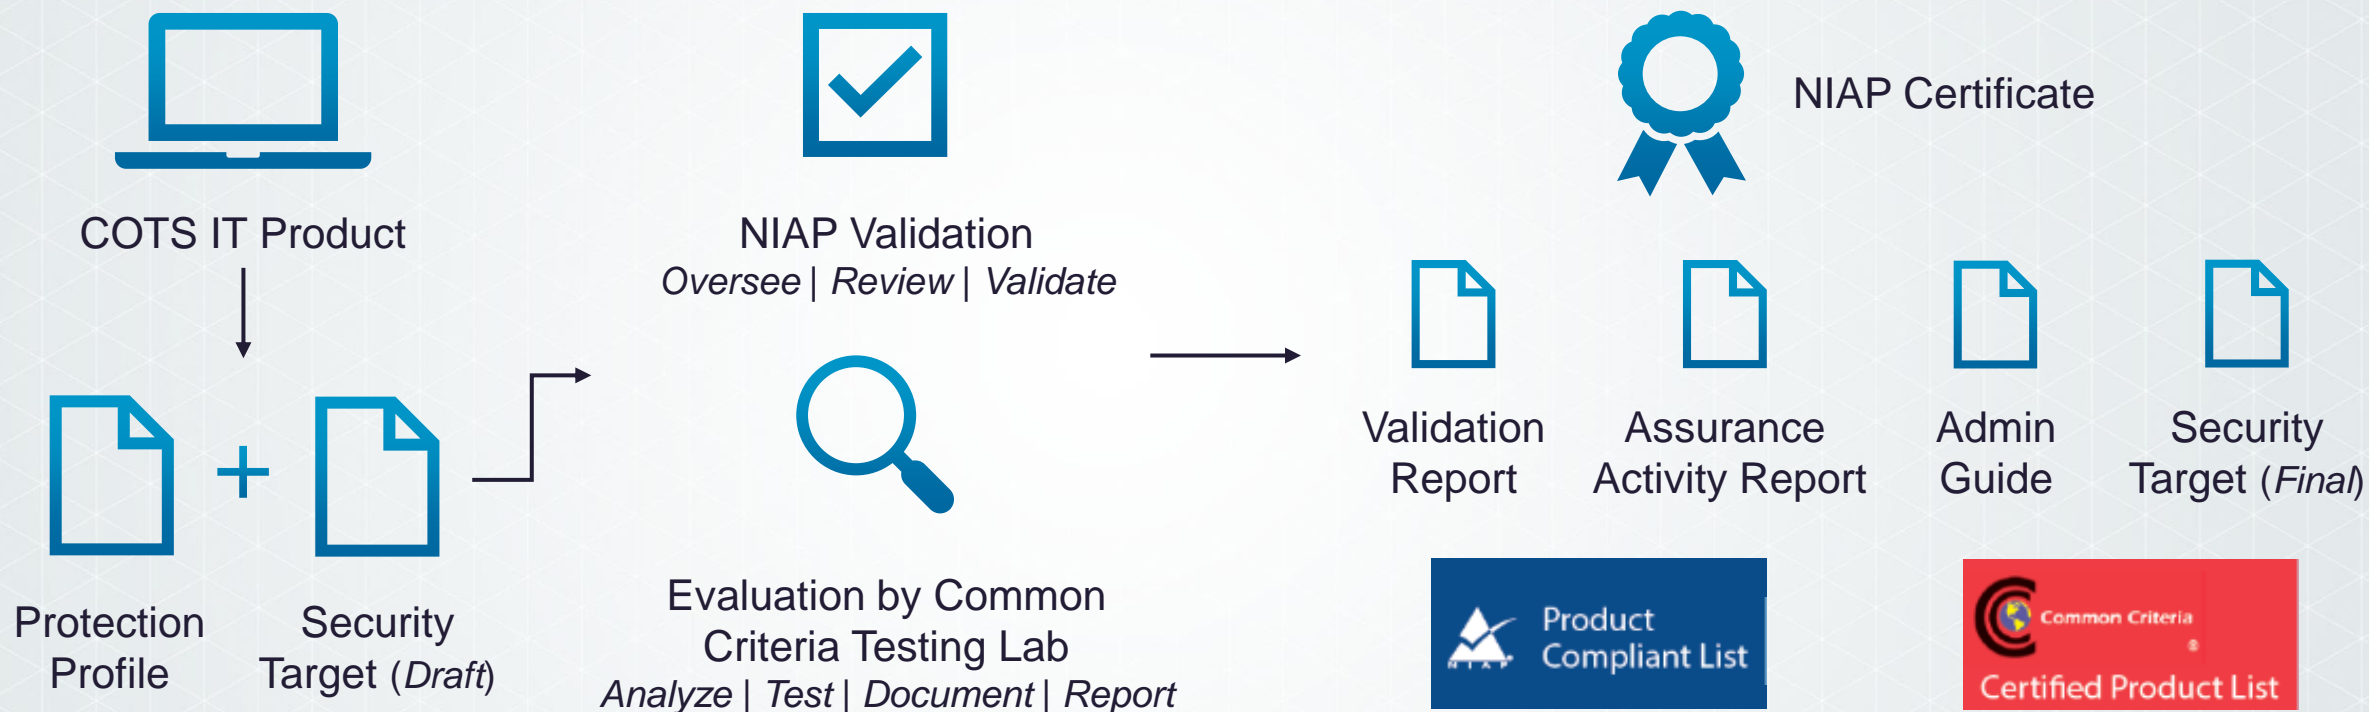 COTS IT Product
Protection
Profile
Security
Target (Draft)
NIAP Validation
Oversee | Review | Validate
Evaluation by Common
Criteria Testing Lab
Analyze | Test | Document | Report
NIAP Certificate
Validation
Report
Assurance
Activity Report
Admin
Guide
Security
Target (Final)
NIAP
Product
Compliant List
Common Criteria
®
Certified Product List